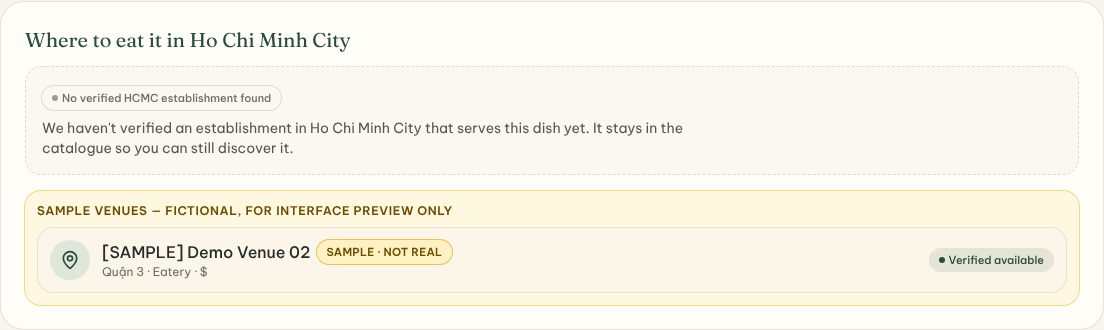 Where to eat it in Ho Chi Minh City
No verified HCMC establishment found
We haven't verified an establishment in Ho Chi Minh City that serves this dish yet. It stays in the
catalogue so you can still discover it.
SAMPLE VENUES — FICTIONAL, FOR INTERFACE PREVIEW ONLY
[SAMPLE] Demo Venue 02 SAMPLE · NOT REAL
Quận 3 · Eatery · $
Verified available